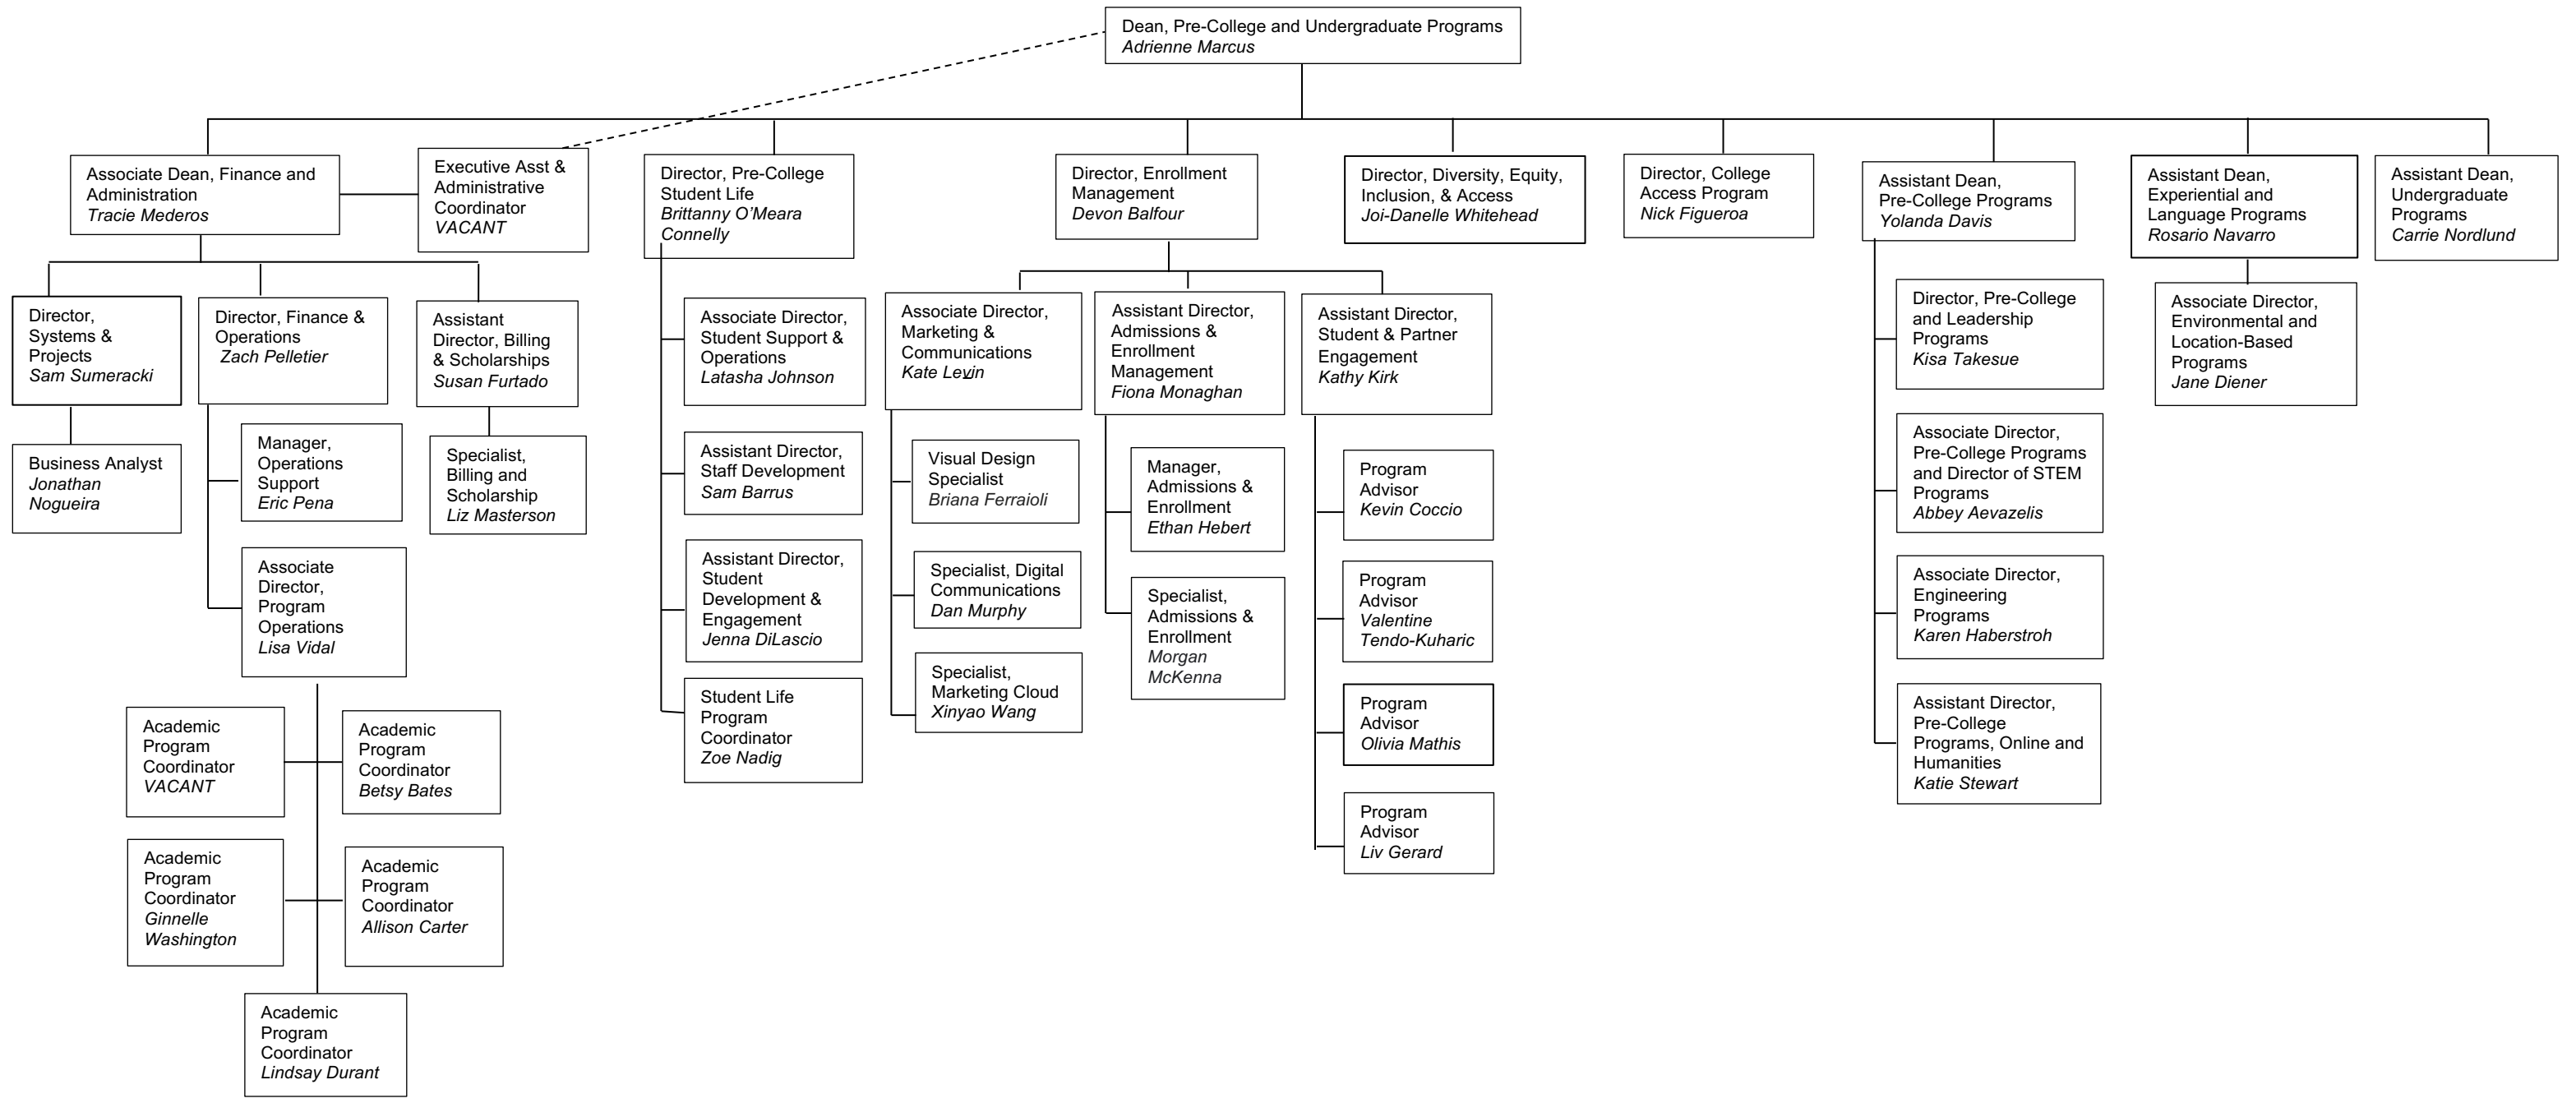 Dean, Pre-College and Undergraduate Programs
Adrienne Marcus
Associate Dean, Finance and
Administration
Tracie Mederos
Executive Asst &
Administrative
Coordinator
VACANT
Director, Pre-College
Student Life
Brittanny O’Meara
Connelly
Director, Enrollment
Management
Devon Balfour
Director, Diversity, Equity,
Inclusion, & Access
Joi-Danelle Whitehead
Director, College
Access Program
Nick Figueroa
Assistant Dean,
Pre-College Programs
Yolanda Davis
Assistant Dean,
Experiential and
Language Programs
Rosario Navarro
Assistant Dean,
Undergraduate
Programs
Carrie Nordlund
Director,
Systems &
Projects
Sam Sumeracki
Director, Finance &
Operations
Zach Pelletier
Assistant
Director, Billing
& Scholarships
Susan Furtado
Business Analyst
Jonathan
Nogueira
Manager,
Operations
Support
Eric Pena
Specialist,
Billing and
Scholarship
Liz Masterson
Associate
Director,
Program
Operations
Lisa Vidal
Academic
Program
Coordinator
VACANT
Academic
Program
Coordinator
Betsy Bates
Academic
Program
Coordinator
Ginnelle
Washington
Academic
Program
Coordinator
Allison Carter
Academic
Program
Coordinator
Lindsay Durant
Associate Director,
Student Support &
Operations
Latasha Johnson
Assistant Director,
Staff Development
Sam Barrus
Assistant Director,
Student
Development &
Engagement
Jenna DiLascio
Student Life
Program
Coordinator
Zoe Nadig
Associate Director,
Marketing &
Communications
Kate Levin
Visual Design
Specialist
Briana Ferraioli
Specialist, Digital
Communications
Dan Murphy
Specialist,
Marketing Cloud
Xinyao Wang
Assistant Director,
Admissions &
Enrollment
Management
Fiona Monaghan
Manager,
Admissions &
Enrollment
Ethan Hebert
Specialist,
Admissions &
Enrollment
Morgan
McKenna
Assistant Director,
Student & Partner
Engagement
Kathy Kirk
Program
Advisor
Kevin Coccio
Program
Advisor
Valentine
Tendo-Kuharic
Program
Advisor
Olivia Mathis
Program
Advisor
Liv Gerard
Director, Pre-College
and Leadership
Programs
Kisa Takesue
Associate Director,
Pre-College Programs
and Director of STEM
Programs
Abbey Aevazelis
Associate Director,
Engineering
Programs
Karen Haberstroh
Assistant Director,
Pre-College
Programs, Online and
Humanities
Katie Stewart
Associate Director,
Environmental and
Location-Based
Programs
Jane Diener